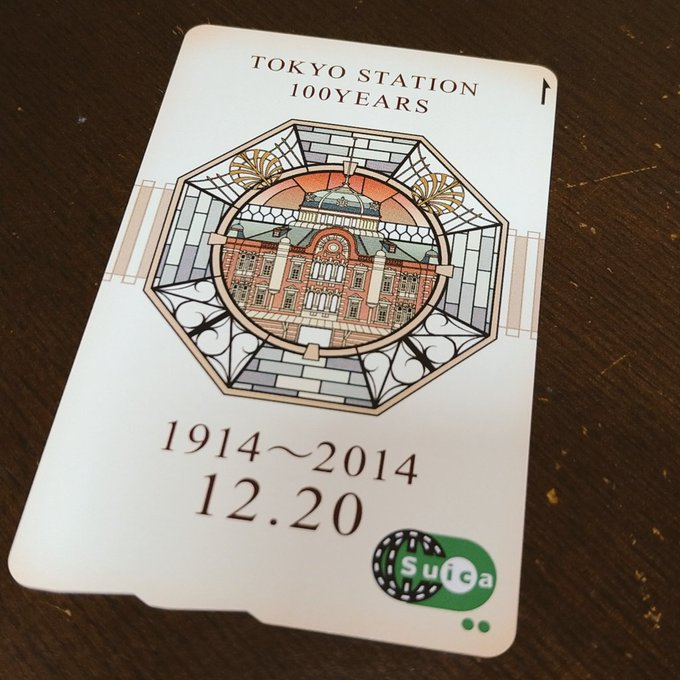 TOKYO STATION
100YEARS
1914～2014
12.20
Suica